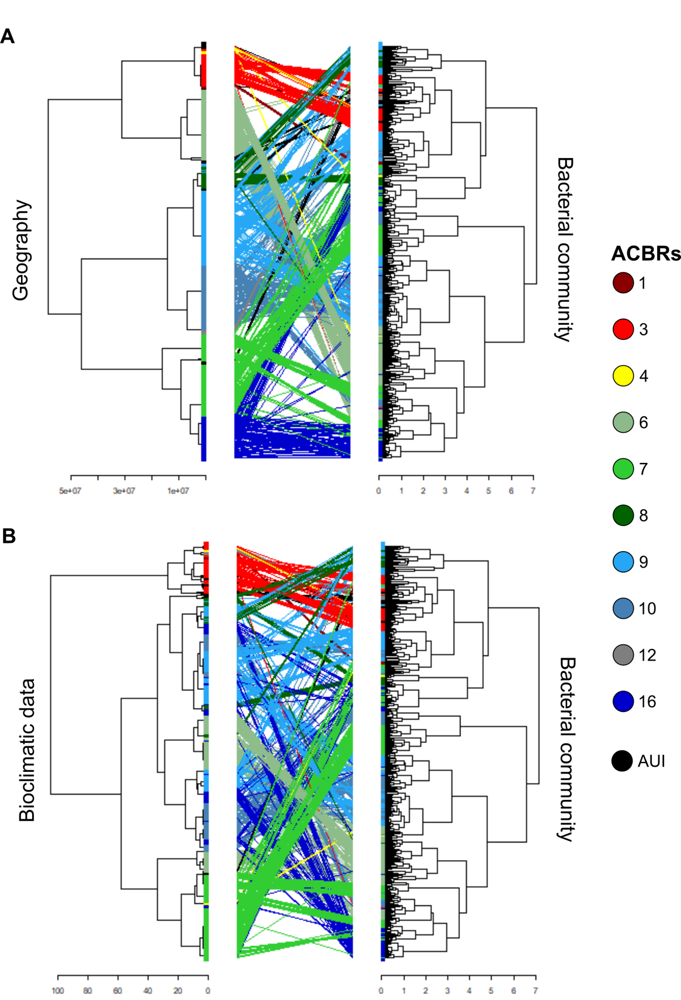 A
Geography
Bacterial community
5e+07 3e+07 1e+07
0 1 2 3 4 5 6 7
ACBRs
1
3
4
6
7
8
9
10
12
16
AUI
B
Bioclimatic data
Bacterial community
100 80 60 40 20 0
0 1 2 3 4 5 6 7